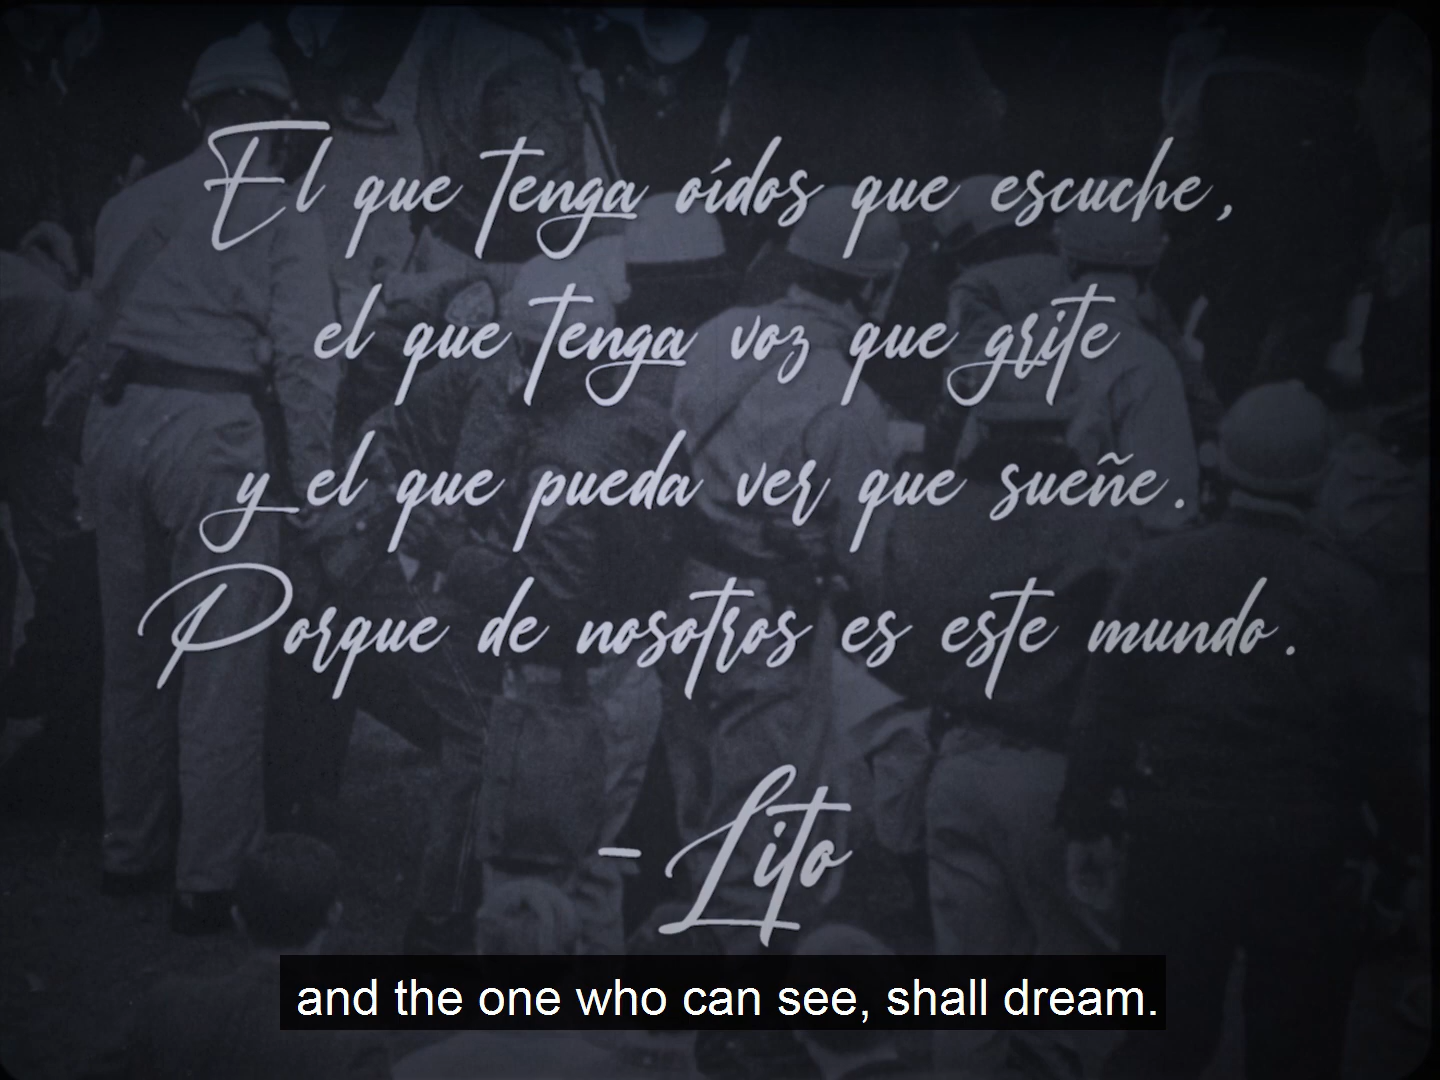 El que tenga oídos que escuche,
el que tenga voz que grite
y el que pueda ver que sueñe.
Porque de nosotros es este mundo.
- Lito
and the one who can see, shall dream.